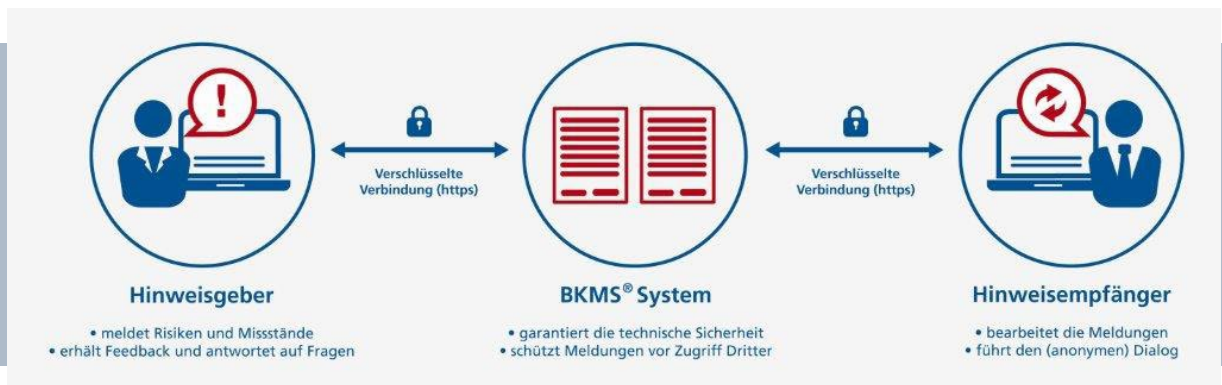 !
Verschlüsselte
Verbindung (https)
Verschlüsselte
Verbindung (https)
Hinweisgeber
• meldet Risiken und Missstände
• erhält Feedback und antwortet auf Fragen
BKMS® System
• garantiert die technische Sicherheit
• schützt Meldungen vor Zugriff Dritter
Hinweisempfänger
• bearbeitet die Meldungen
• führt den (anonymen) Dialog